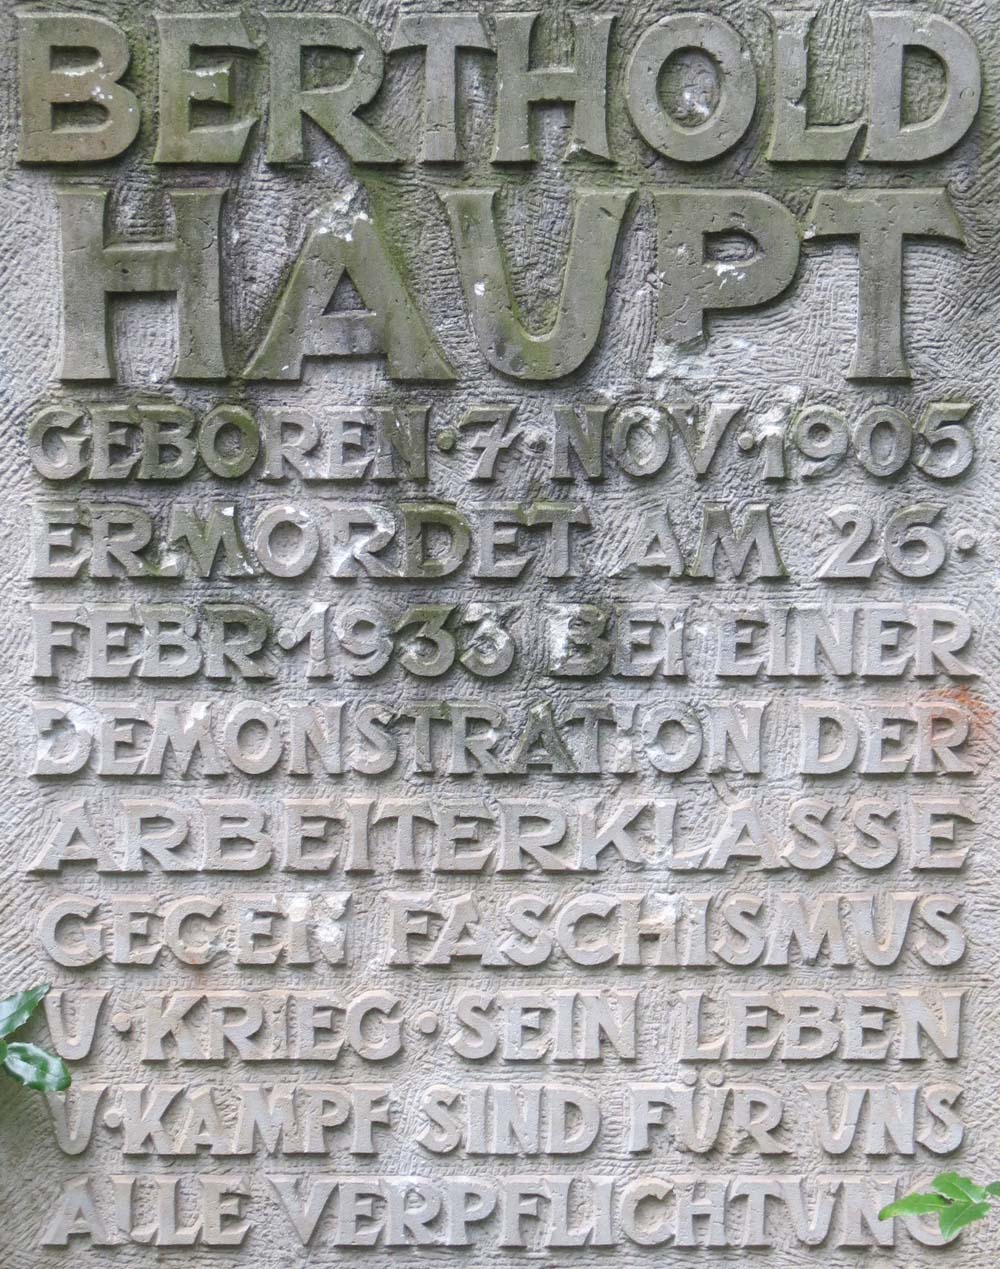 BERTHOLD
HAUPT
GEBOREN·7·NOV·1905
ERMORDET AM 26·
FEBR·1933 BEI EINER
DEMONSTRATION DER
ARBEITERKLASSE
GEGEN FASCHISMUS
U·KRIEG·SEIN LEBEN
U·KAMPF SIND FÜR UNS
ALLE VERPFLICHTUNG